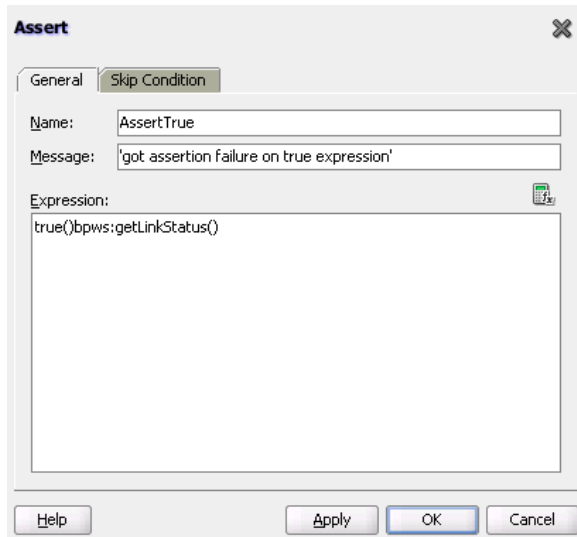 Assert
General
Skip Condition
Name:
AssertTrue
Message:
'got assertion failure on true expression'
Expression:
true()bpws:getLinkStatus()
Help
Apply
OK
Cancel